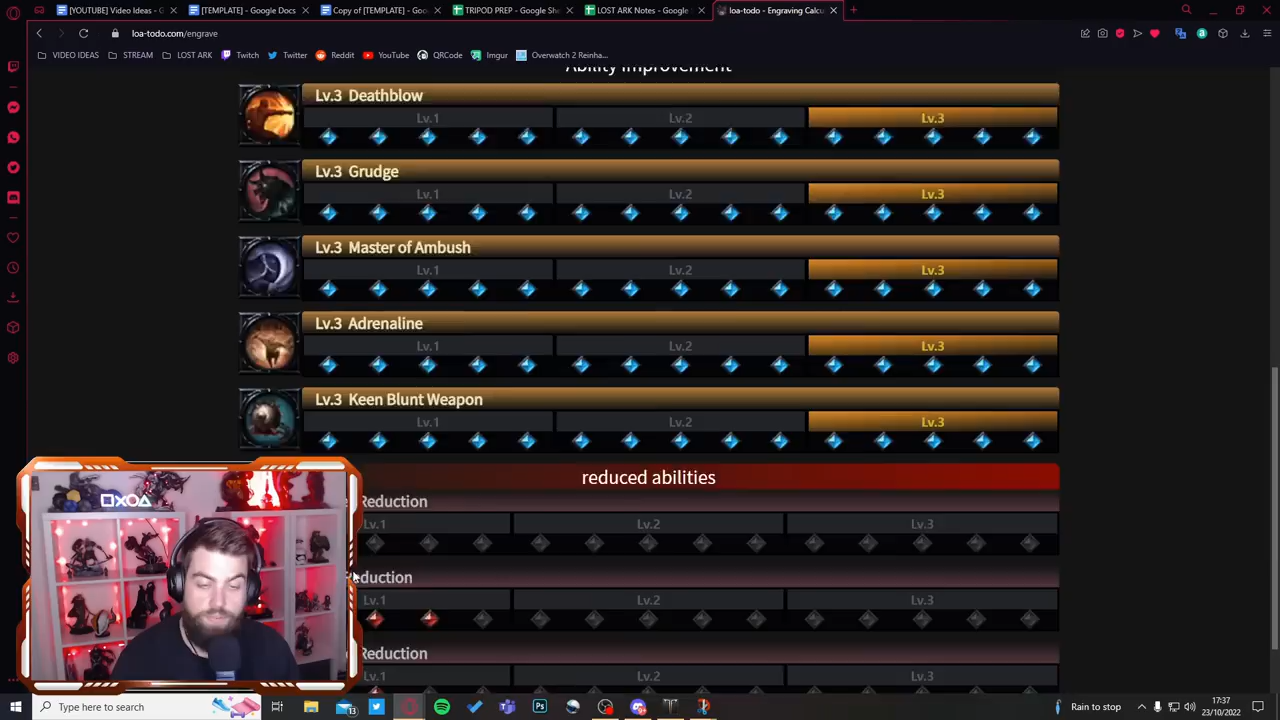 [YOUTUBE] Video Ideas -
[TEMPLATE] - Google Docs
Copy of [TEMPLATE] - Goo
TRIPOD PREP - Google She
LOST ARK Notes - Google
loa-todo - Engraving Calcu
loa-todo.com/engrave
VIDEO IDEAS
STREAM
LOST ARK
Twitch
Twitter
Reddit
YouTube
QRCode
Imgur
Overwatch 2 Reinha...
Ability improvement
Lv.3 Deathblow
Lv.1 Lv.2 Lv.3
Lv.3 Grudge
Lv.1 Lv.2 Lv.3
Lv.3 Master of Ambush
Lv.1 Lv.2 Lv.3
Lv.3 Adrenaline
Lv.1 Lv.2 Lv.3
Lv.3 Keen Blunt Weapon
Lv.1 Lv.2 Lv.3
reduced abilities
Reduction
Lv.1 Lv.2 Lv.3
eduction
Lv.1 Lv.2 Lv.3
Reduction
Lv.1 Lv.2 Lv.3
Type here to search
Rain to stop
17:37
23/10/2022